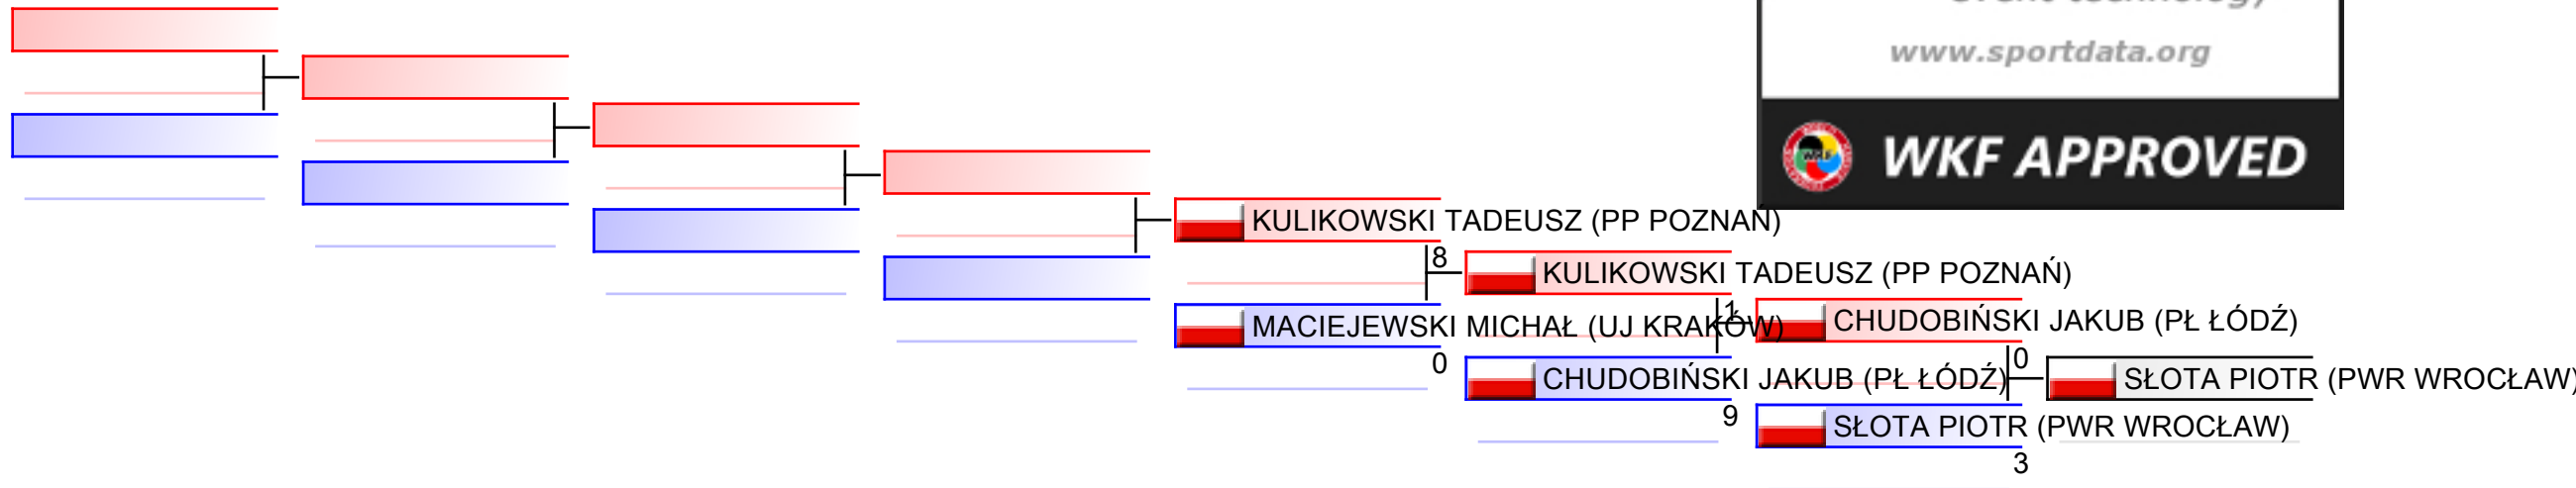 event technology
www.sportdata.org
WKF APPROVED
KULIKOWSKI TADEUSZ (PP POZNAŃ)
8
KULIKOWSKI TADEUSZ (PP POZNAŃ)
MACIEJEWSKI MICHAŁ (UJ KRAKÓW)
1
CHUDOBIŃSKI JAKUB (PŁ ŁÓDŹ)
0
CHUDOBIŃSKI JAKUB (PŁ ŁÓDŹ)
0
SŁOTA PIOTR (PWR WROCŁAW)
9
SŁOTA PIOTR (PWR WROCŁAW)
3